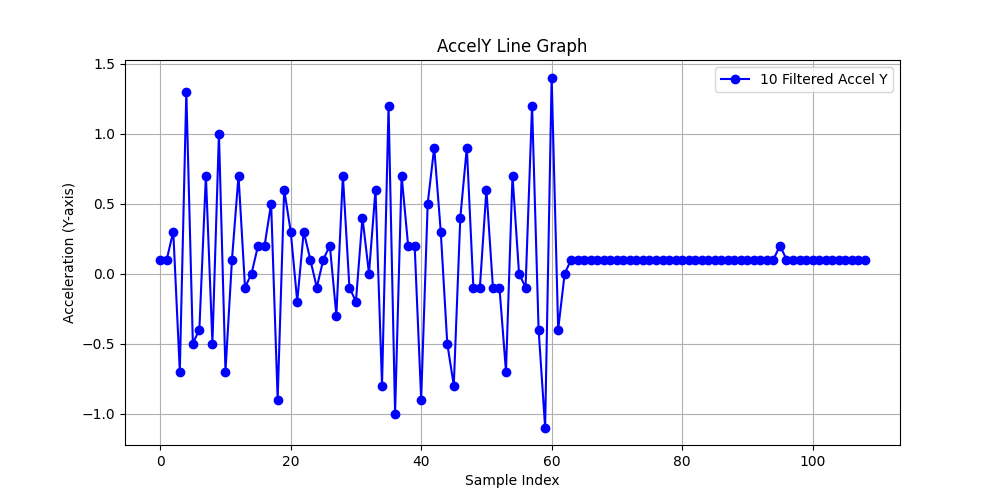 AccelY Line Graph
10 Filtered Accel Y
Acceleration (Y-axis)
1.5
1.0
0.5
0.0
−0.5
−1.0
0 20 40 60 80 100
Sample Index